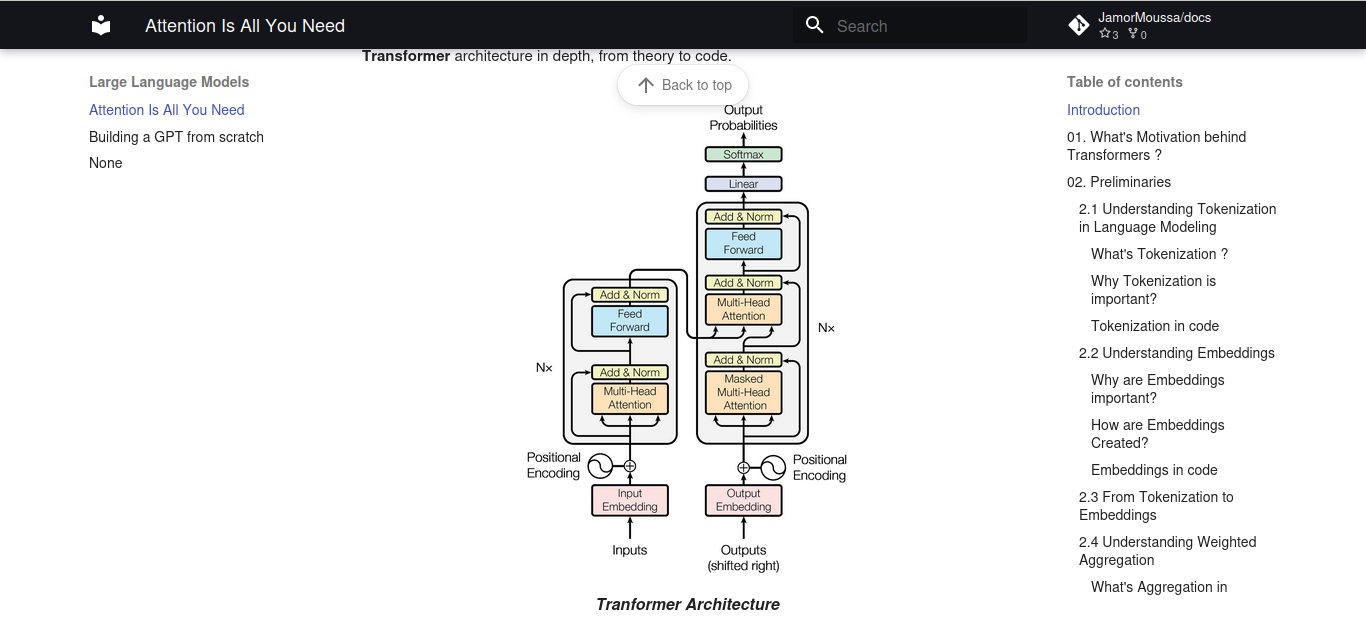 Attention Is All You Need
Search
JamorMoussa/docs
3 0
Large Language Models
Attention Is All You Need
Building a GPT from scratch
None
Transformer architecture in depth, from theory to code.
Back to top
Output
Probabilities
Softmax
Linear
Add & Norm
Feed
Forward
Add & Norm
Multi-Head
Attention
Add & Norm
Masked
Multi-Head
Attention
Nx
Add & Norm
Feed
Forward
Nx
Add & Norm
Multi-Head
Attention
Positional
Encoding
Positional
Encoding
Input
Embedding
Output
Embedding
Inputs
Outputs
(shifted right)
Tranformer Architecture
Table of contents
Introduction
01. What's Motivation behind
Transformers ?
02. Preliminaries
2.1 Understanding Tokenization
in Language Modeling
What's Tokenization ?
Why Tokenization is
important?
Tokenization in code
2.2 Understanding Embeddings
Why are Embeddings
important?
How are Embeddings
Created?
Embeddings in code
2.3 From Tokenization to
Embeddings
2.4 Understanding Weighted
Aggregation
What's Aggregation in